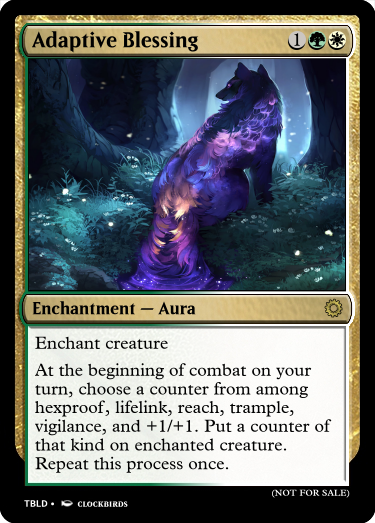 Adaptive Blessing 1
Enchantment — Aura
Enchant creature
At the beginning of combat on your
turn, choose a counter from among
hexproof, lifelink, reach, trample,
vigilance, and +1/+1. Put a counter of
that kind on enchanted creature.
Repeat this process once.
(NOT FOR SALE)
TBLD • CLOCKBIRDS